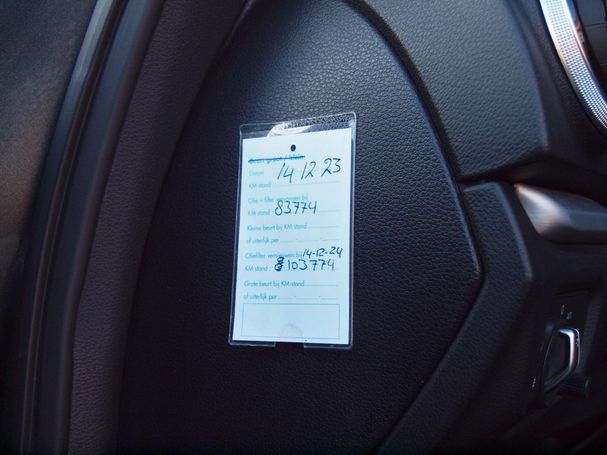 Datum 14 12 23
KM-stand
Olie + filter vervangen bij
KM-stand 83774
Kleine beurt bij KM-stand
of uiterlijk per
Oliefilter vervangen bij 14-12-24
KM stand 103774
Grote beurt bij KM-stand
of uiterlijk per